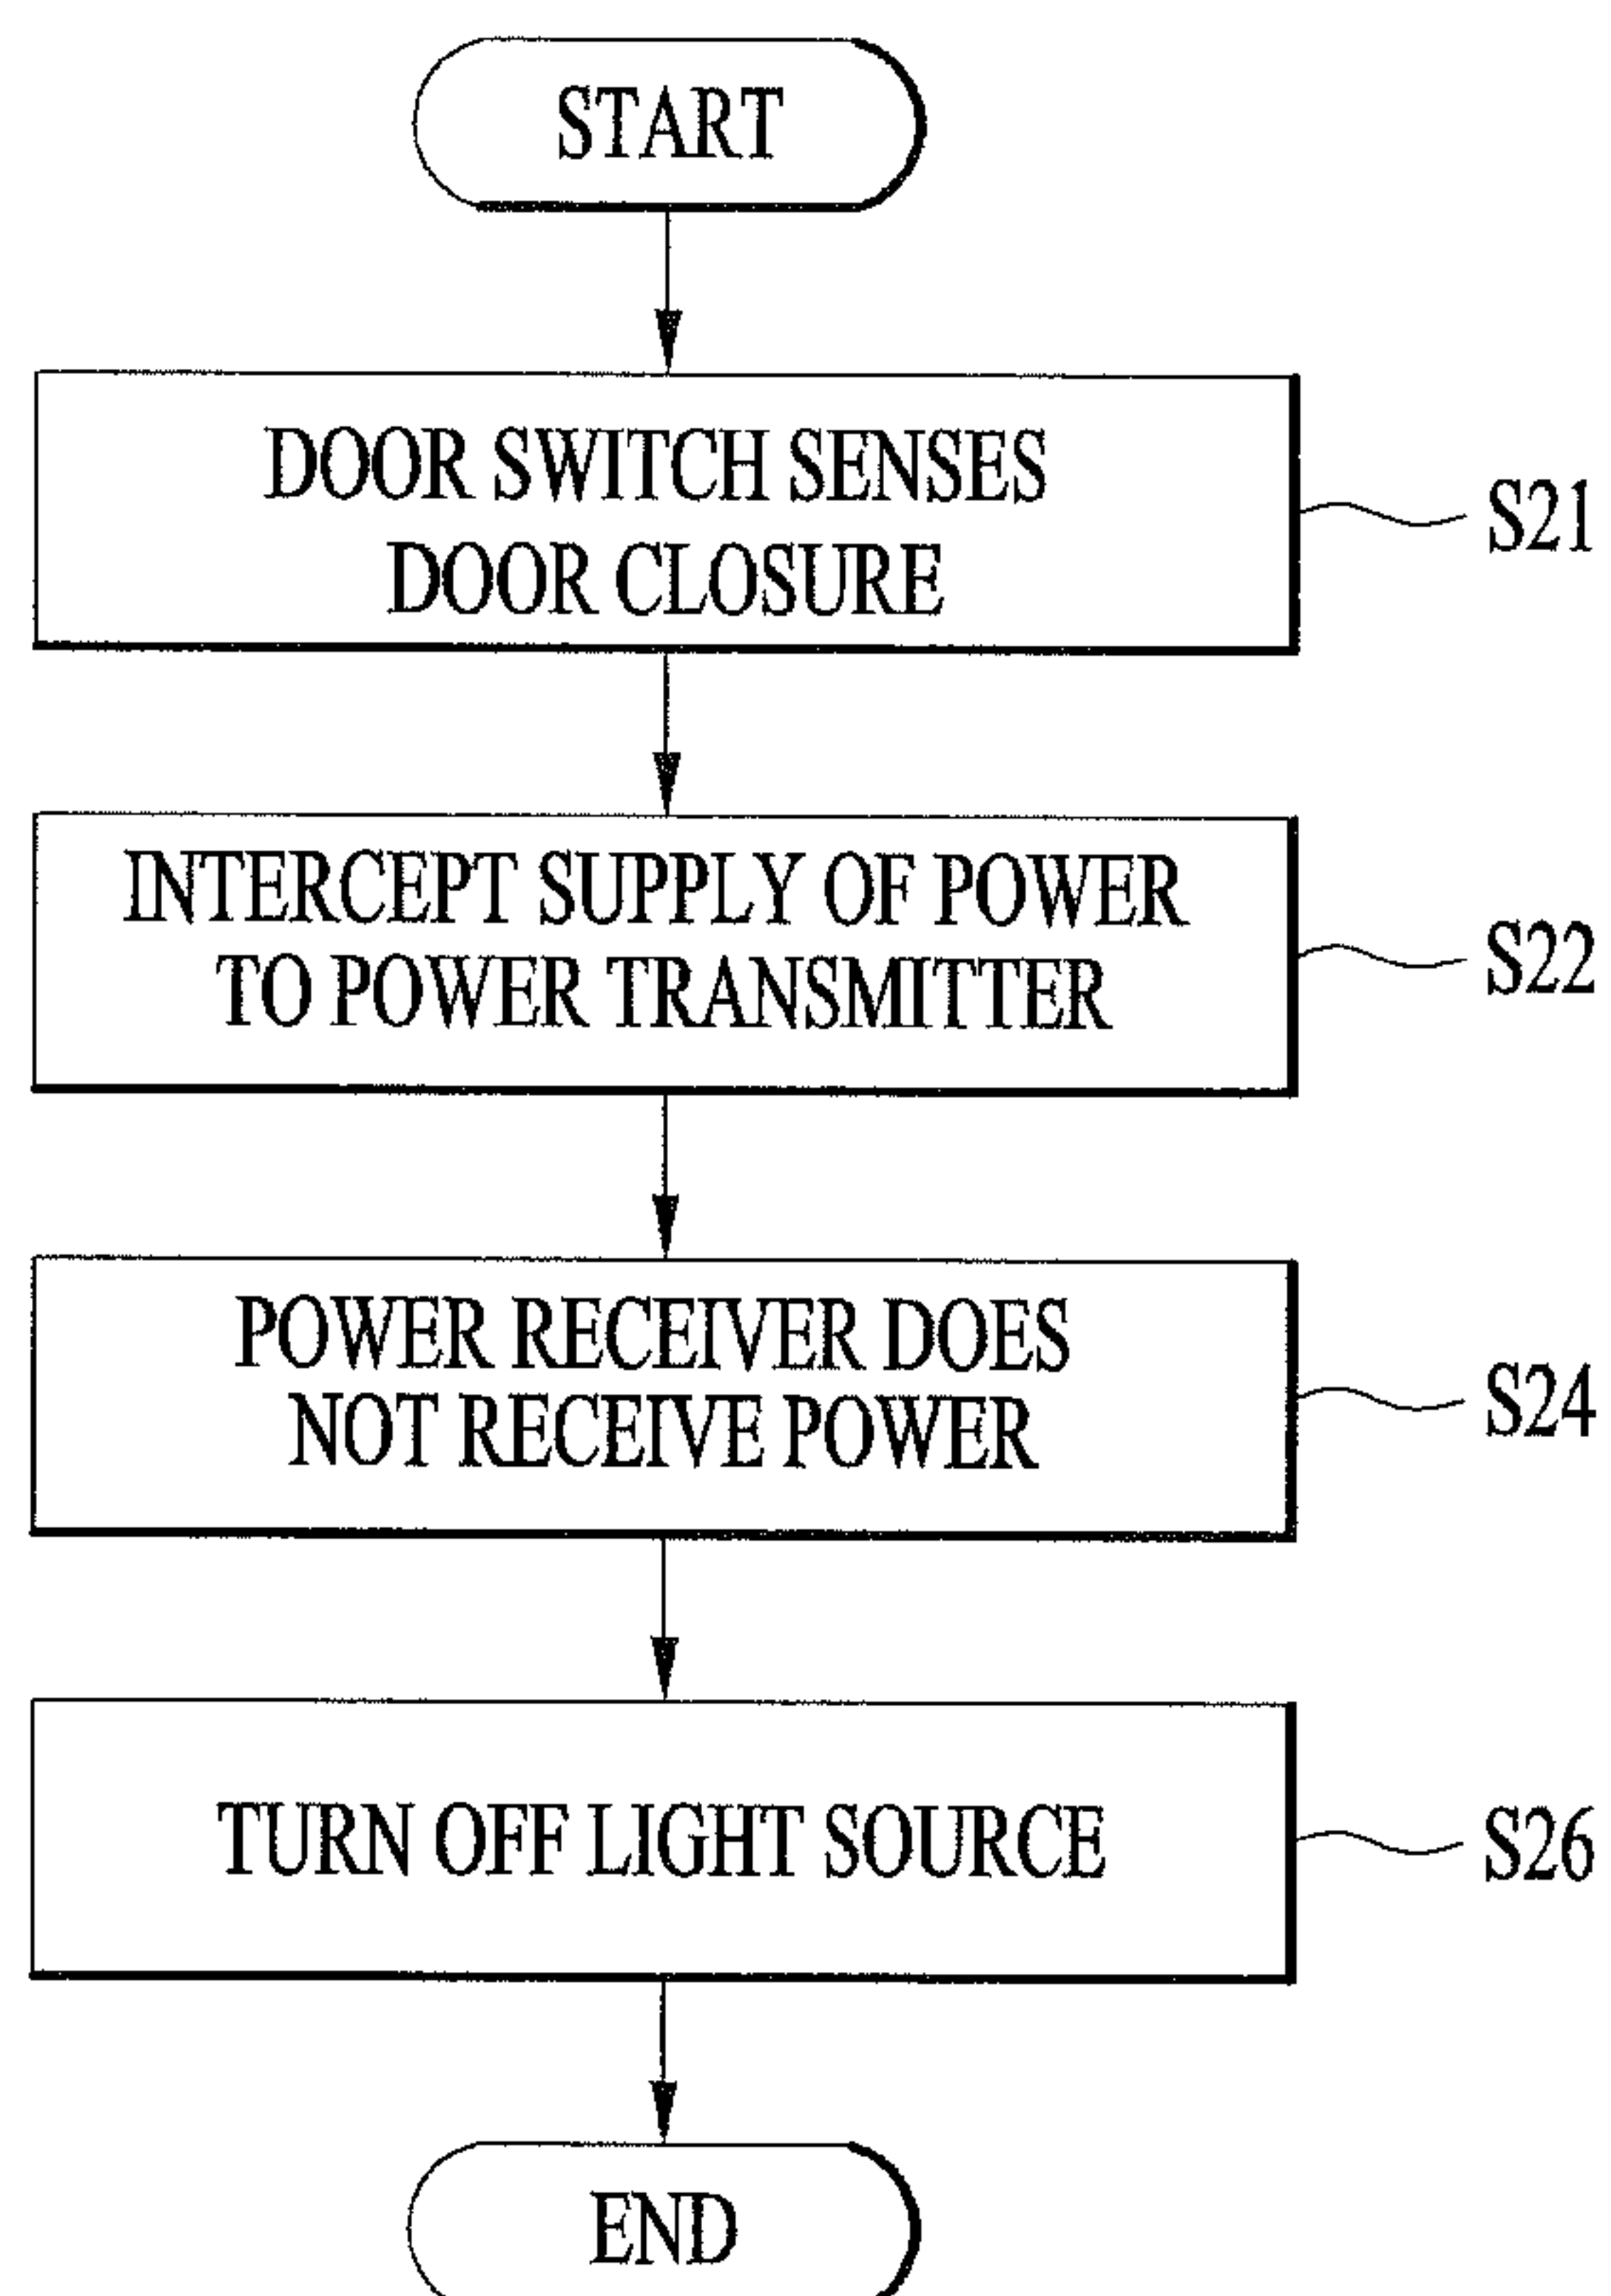 START
DOOR SWITCH SENSES
DOOR CLOSURE
S21
INTERCEPT SUPPLY OF POWER
TO POWER TRANSMITTER
S22
POWER RECEIVER DOES
NOT RECEIVE POWER
S24
TURN OFF LIGHT SOURCE
S26
END